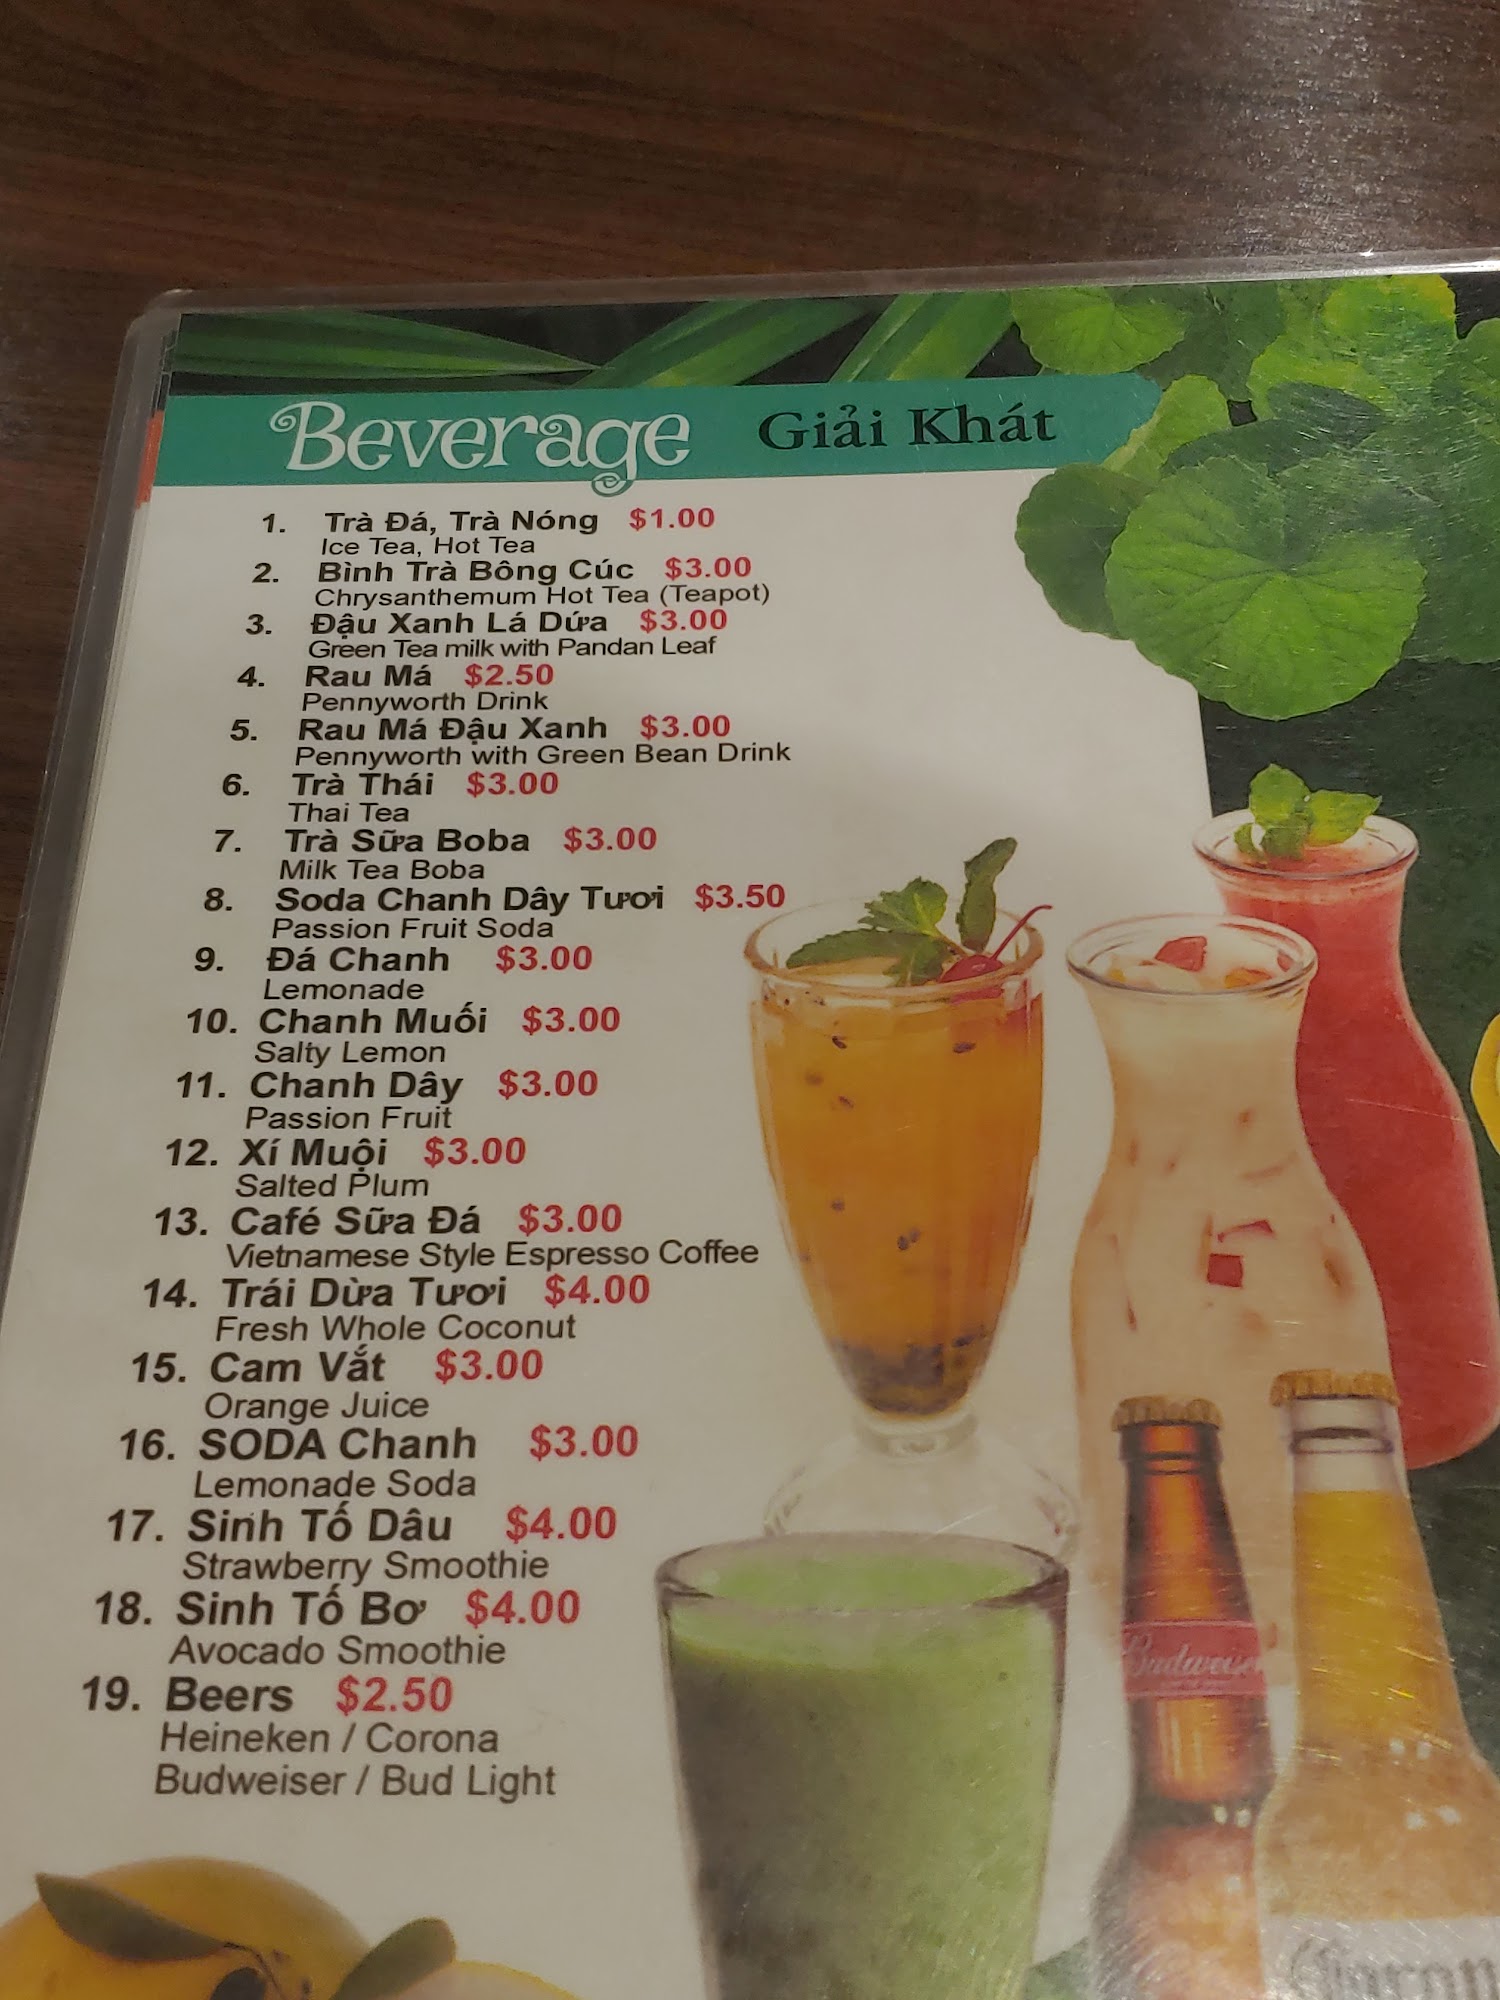 Beverage Giải Khát
1. Trà Đá, Trà Nóng $1.00
Ice Tea, Hot Tea
2. Bình Trà Bông Cúc $3.00
Chrysanthemum Hot Tea (Teapot)
3. Đậu Xanh Lá Dứa $3.00
Green Tea milk with Pandan Leaf
4. Rau Má $2.50
Pennyworth Drink
5. Rau Má Đậu Xanh $3.00
Pennyworth with Green Bean Drink
6. Trà Thái $3.00
Thai Tea
7. Trà Sữa Boba $3.00
Milk Tea Boba
8. Soda Chanh Dây Tươi $3.50
Passion Fruit Soda
9. Đá Chanh $3.00
Lemonade
10. Chanh Muối $3.00
Salty Lemon
11. Chanh Dây $3.00
Passion Fruit
12. Xí Muội $3.00
Salted Plum
13. Café Sữa Đá $3.00
Vietnamese Style Espresso Coffee
14. Trái Dừa Tươi $4.00
Fresh Whole Coconut
15. Cam Vắt $3.00
Orange Juice
16. SODA Chanh $3.00
Lemonade Soda
17. Sinh Tố Dâu $4.00
Strawberry Smoothie
18. Sinh Tố Bơ $4.00
Avocado Smoothie
19. Beers $2.50
Heineken / Corona
Budweiser / Bud Light
Budweiser
Corona